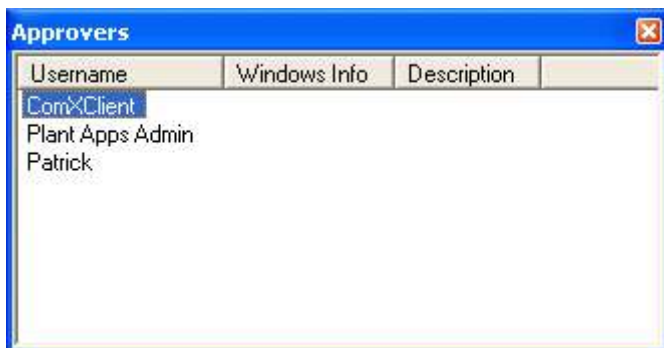 Approvers
Username Windows Info Description
ComXClient
Plant Apps Admin
Patrick